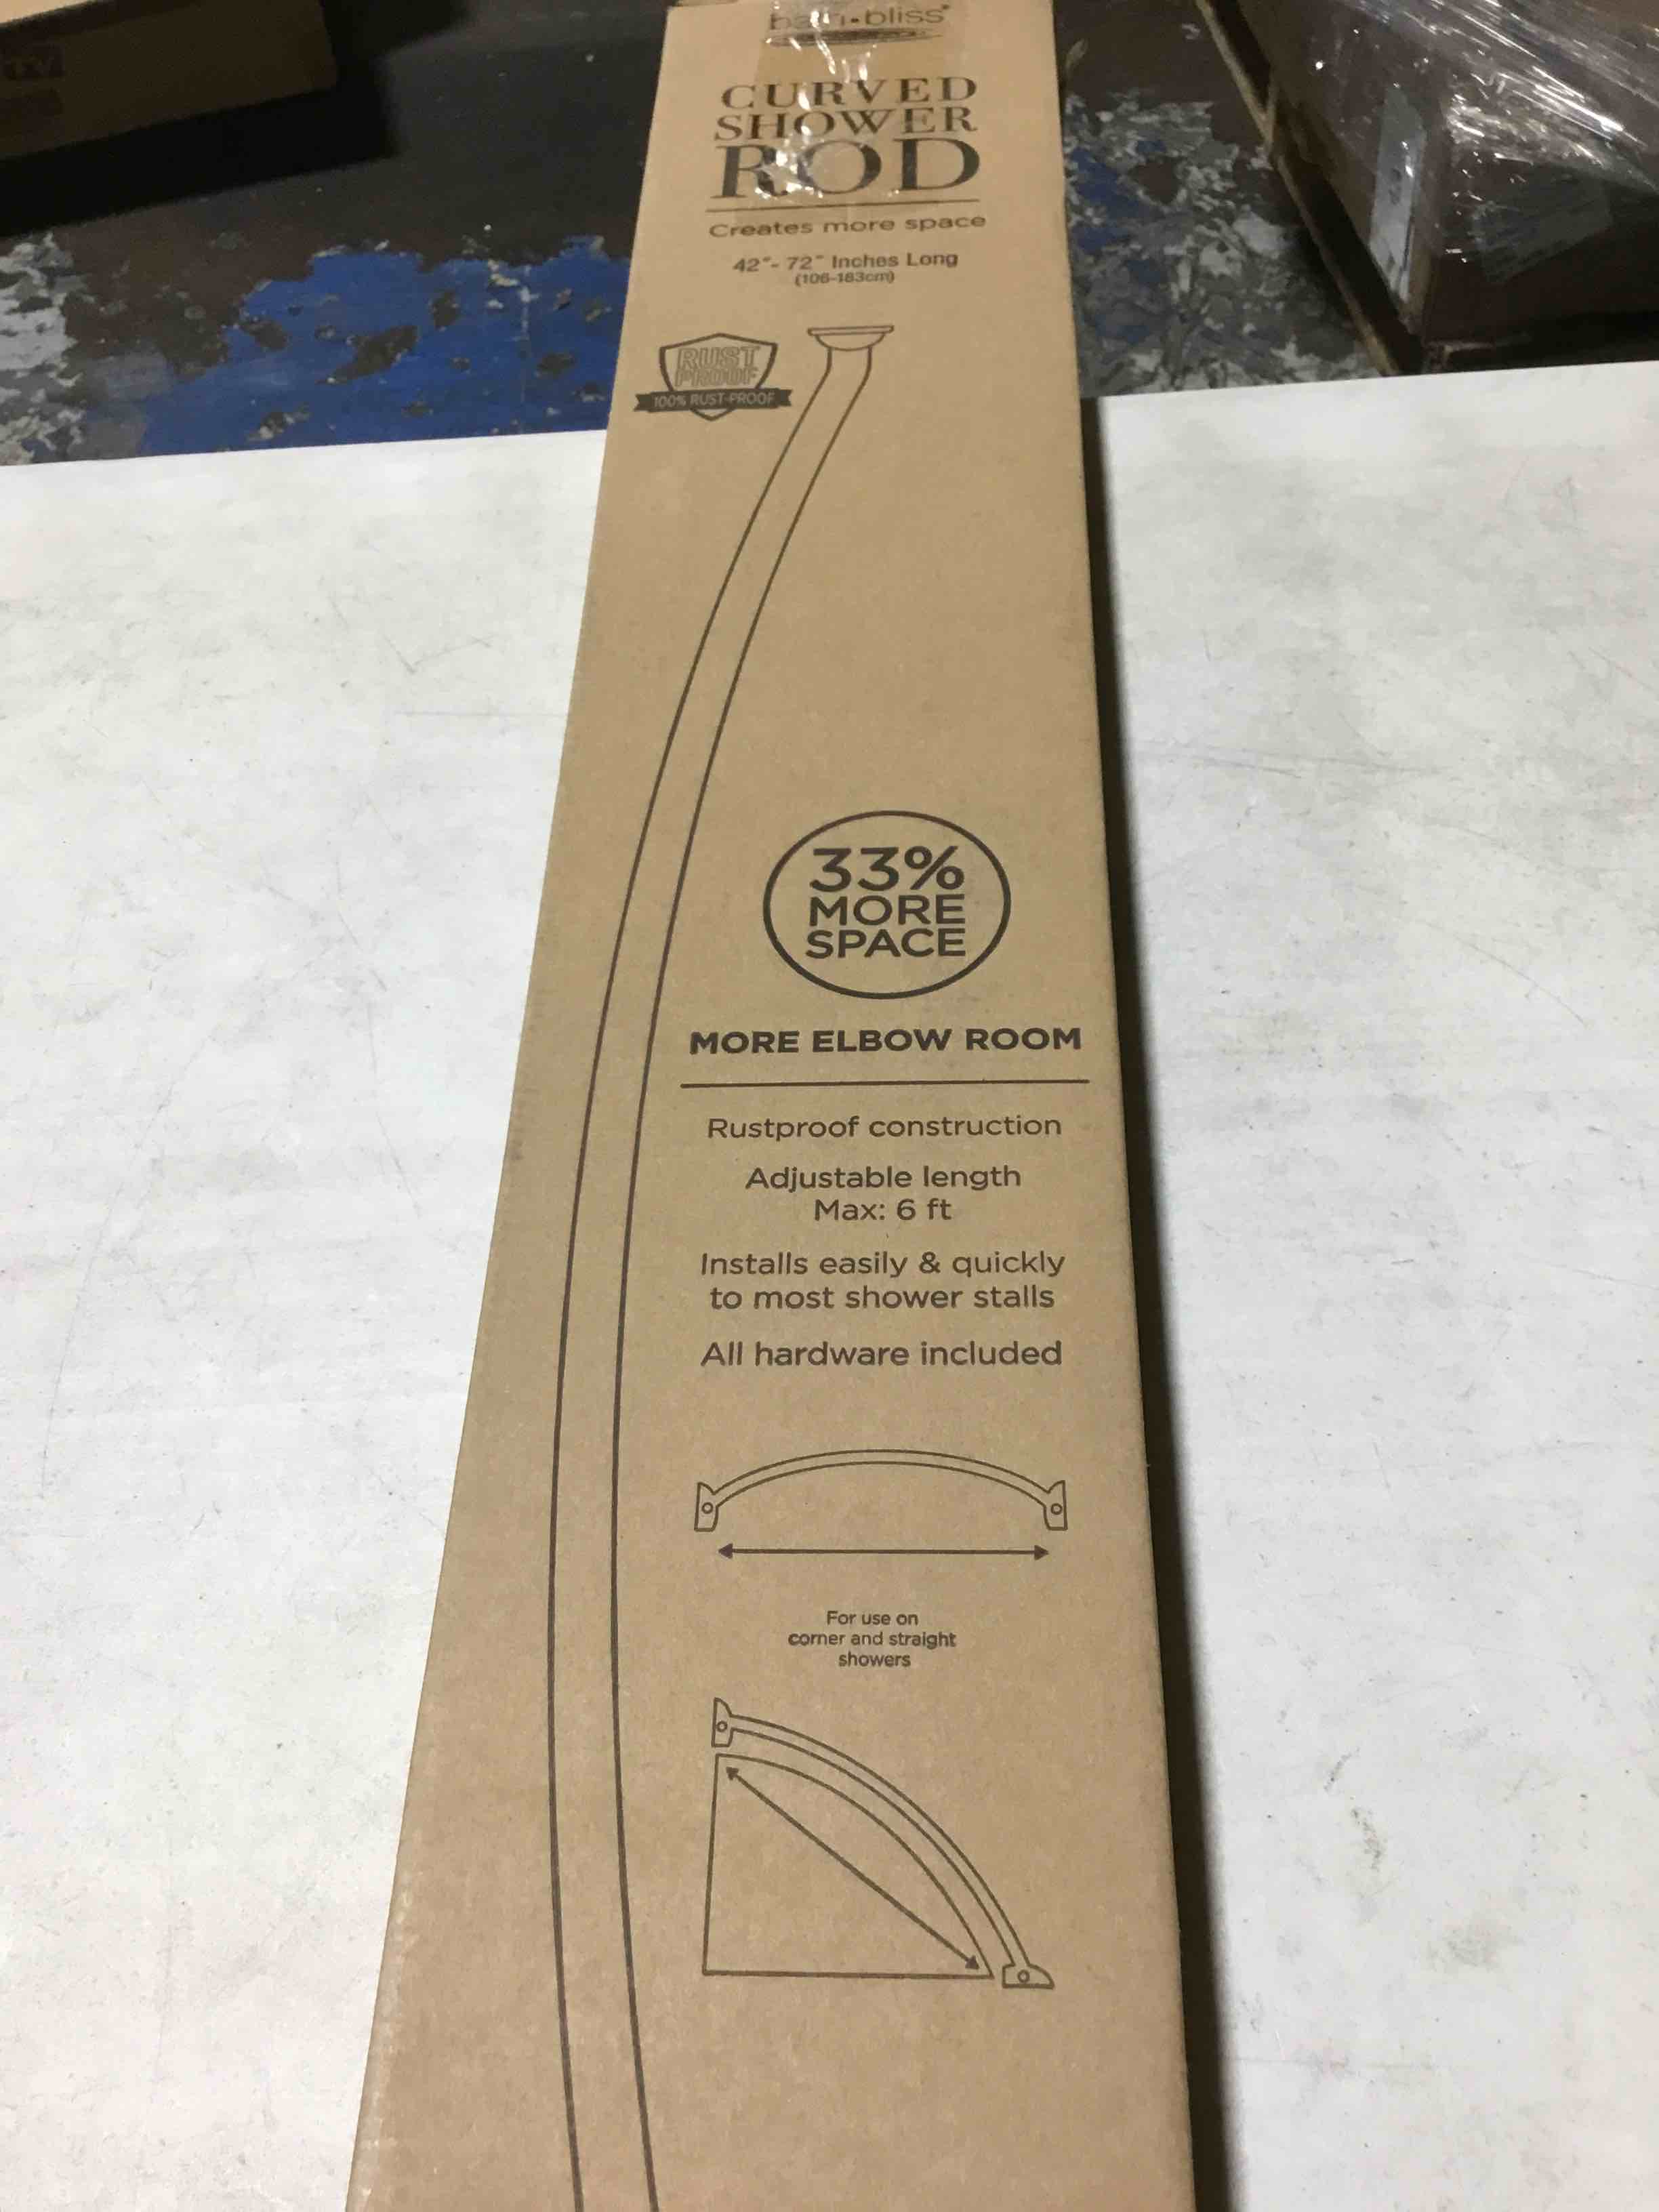 bliss
CURVED
SHOWER
ROD
Creates more space
42"- 72" Inches Long
(106-183cm)
RUST
PROOF
100% RUST-PROOF
33%
MORE
SPACE
MORE ELBOW ROOM
Rustproof construction
Adjustable length
Max: 6 ft
Installs easily & quickly
to most shower stalls
All hardware included
For use on
corner and straight
showers